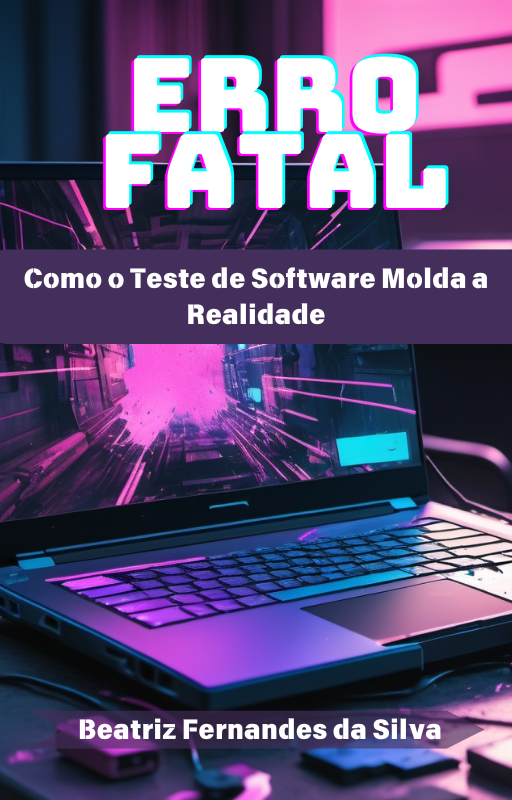 ERRO
FATAL
Como o Teste de Software Molda a
Realidade
Beatriz Fernandes da Silva